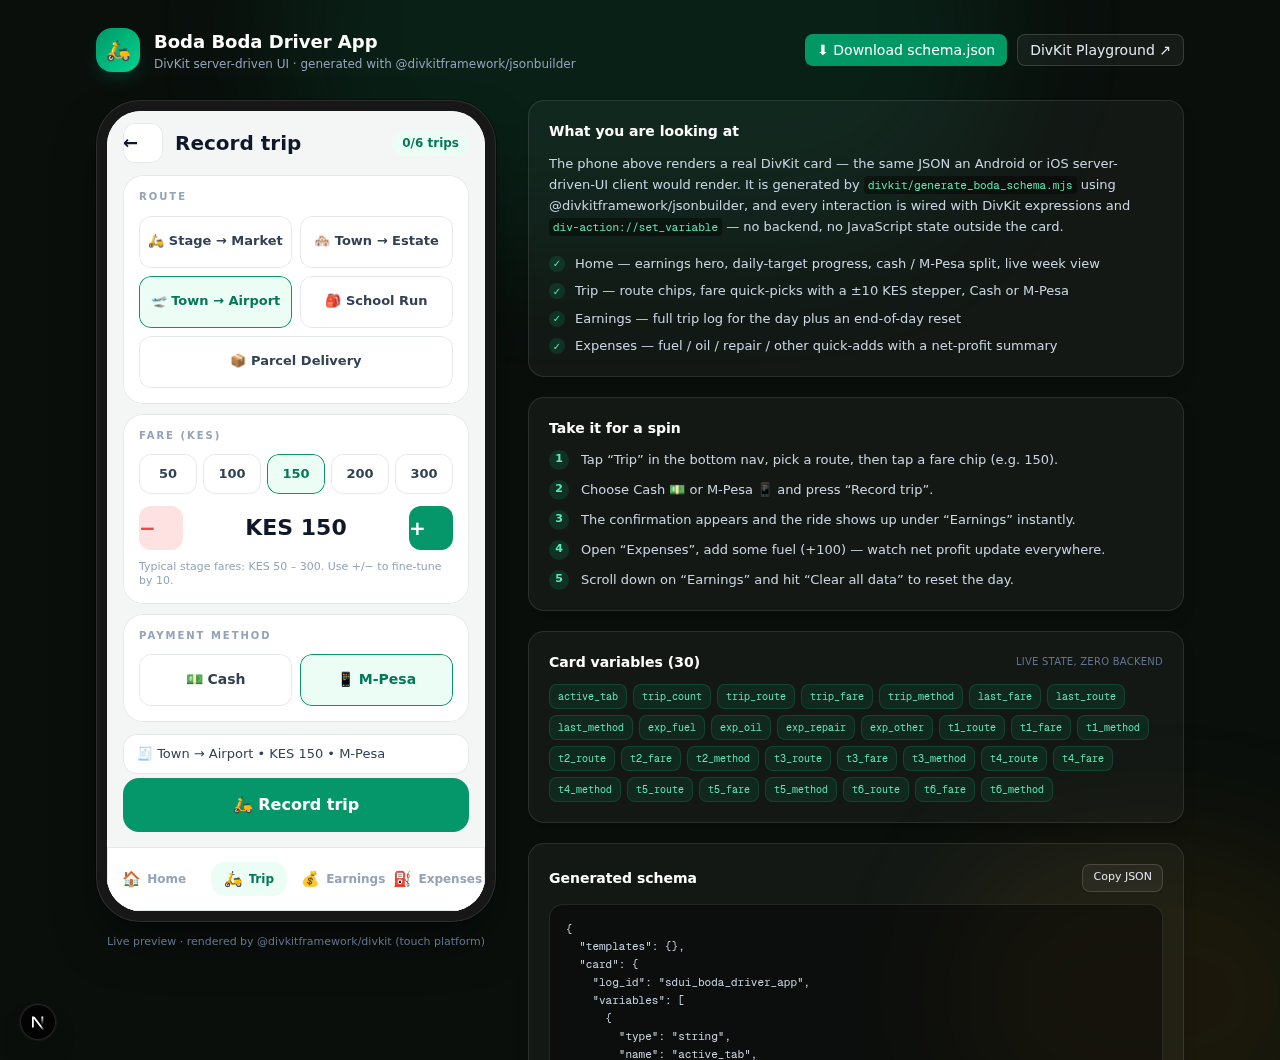 Boda Boda Driver App
DivKit server-driven UI · generated with @divkitframework/jsonbuilder
⬇ Download schema.json
DivKit Playground ↗
←
Record trip
0/6 trips
ROUTE
🛵 Stage → Market
🏘️ Town → Estate
🛫 Town → Airport
🎒 School Run
📦 Parcel Delivery
FARE (KES)
50
100
150
200
300
−
KES 150
+
Typical stage fares: KES 50 – 300. Use +/− to fine-tune
by 10.
PAYMENT METHOD
💵 Cash
📱 M-Pesa
🧾 Town → Airport • KES 150 • M-Pesa
🛵 Record trip
🏠 Home
🛵 Trip
💰 Earnings
⛽ Expenses
Live preview · rendered by @divkitframework/divkit (touch platform)
What you are looking at
The phone above renders a real DivKit card — the same JSON an Android or iOS server-
driven-UI client would render. It is generated by divkit/generate_boda_schema.mjs using
@divkitframework/jsonbuilder, and every interaction is wired with DivKit expressions and
div-action://set_variable — no backend, no JavaScript state outside the card.
✓ Home — earnings hero, daily-target progress, cash / M-Pesa split, live week view
✓ Trip — route chips, fare quick-picks with a ±10 KES stepper, Cash or M-Pesa
✓ Earnings — full trip log for the day plus an end-of-day reset
✓ Expenses — fuel / oil / repair / other quick-adds with a net-profit summary
Take it for a spin
1 Tap “Trip” in the bottom nav, pick a route, then tap a fare chip (e.g. 150).
2 Choose Cash 💵 or M-Pesa 📱 and press “Record trip”.
3 The confirmation appears and the ride shows up under “Earnings” instantly.
4 Open “Expenses”, add some fuel (+100) — watch net profit update everywhere.
5 Scroll down on “Earnings” and hit “Clear all data” to reset the day.
Card variables (30)
LIVE STATE, ZERO BACKEND
active_tab trip_count trip_route trip_fare trip_method last_fare last_route
last_method exp_fuel exp_oil exp_repair exp_other t1_route t1_fare t1_method
t2_route t2_fare t2_method t3_route t3_fare t3_method t4_route t4_fare
t4_method t5_route t5_fare t5_method t6_route t6_fare t6_method
Generated schema
Copy JSON
{
"templates": {},
"card": {
"log_id": "sdui_boda_driver_app",
"variables": [
{
"type": "string",
"name": "active_tab",
N